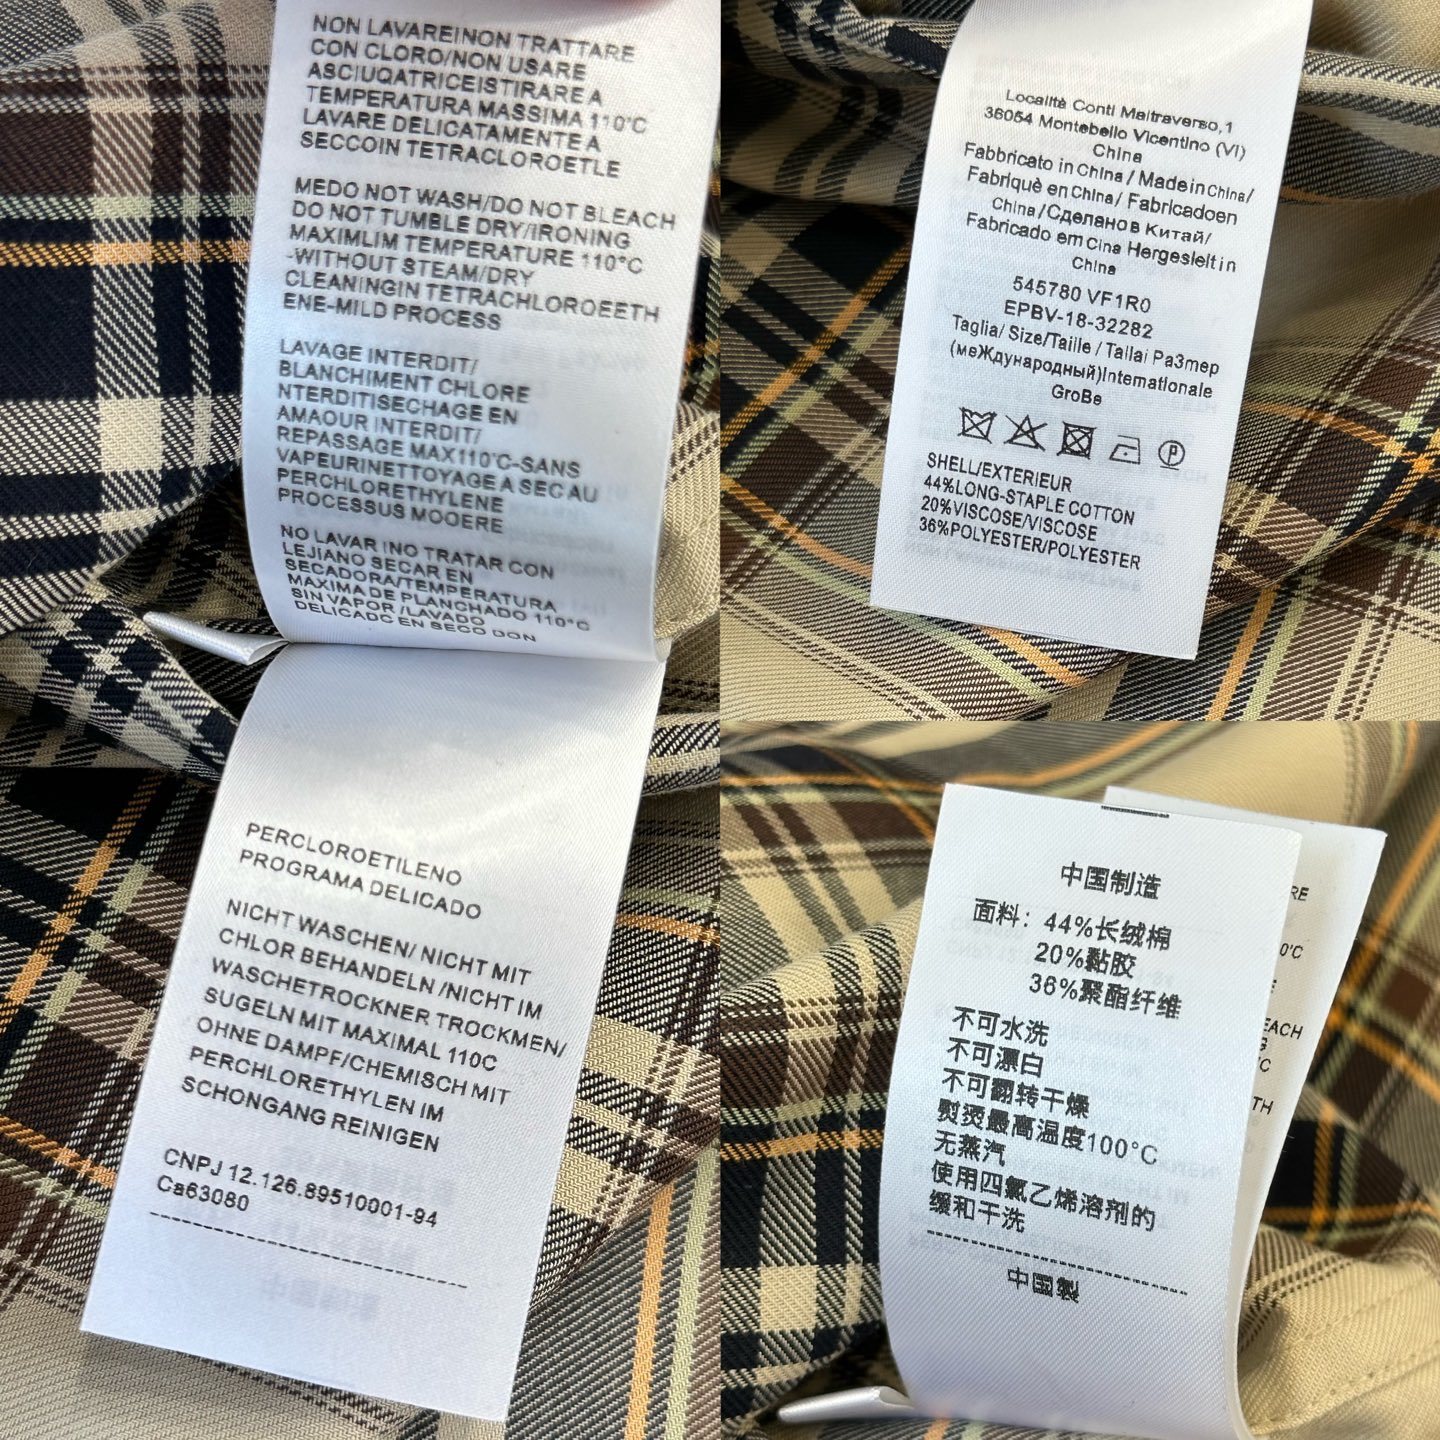 NON LAVAREINON TRATTARE
CON CLORO/NON USARE
ASCIUQATRICEISTIRARE A
TEMPERATURA MASSIMA 110°C
LAVARE DELICATAMENTE A
SECCOIN TETRACLOROETLE
MEDO NOT WASH/DO NOT BLEACH
DO NOT TUMBLE DRY/IRONING
MAXIMLIM TEMPERATURE 110°C
-WITHOUT STEAM/DRY
CLEANINGIN TETRACHLOROEETH
ENE-MILD PROCESS
LAVAGE INTERDIT/
BLANCHIMENT CHLORE
NTERDITISECHAGE EN
AMAOUR INTERDIT/
REPASSAGE MAX110°C-SANS
VAPEURINETTOYAGE A SEC AU
PERCHLORETHYLENE
PROCESSUS MOOERE
NO LAVAR INO TRATAR CON
LEJIANO SECAR EN
SECADORA/TEMPERATURA
MAXIMA DE PLANCHADO 110°C
SIN VAPOR /LAVADO
DELICADC EN SECO DON
PERCLOROETILENO
PROGRAMA DELICADO
NICHT WASCHEN/ NICHT MIT
CHLOR BEHANDELN /NICHT IM
WASCHETROCKNER TROCKMEN/
SUGELN MIT MAXIMAL 110C
OHNE DAMPF/CHEMISCH MIT
PERCHLORETHYLEN IM
SCHONGANG REINIGEN
CNPJ 12.126.89510001-94
Ca63080
Località Conti Maltraverso,1
36054 Montebello Vicentino (VI)
China
Fabbricato in China / Made in China/
Fabriquè en China / Fabricadoen
China / Сделано в Китай/
Fabricado em Cina Hergeslelt in
China
545780 VF1R0
EPBV-18-32282
Taglia/ Size/Taille / Tallai Ра3мер
(меЖдународный)Internationale
GroBe
P
SHELL/EXTERIEUR
44%LONG-STAPLE COTTON
20%VISCOSE/VISCOSE
36%POLYESTER/POLYESTER
中国制造
面料：44%长绒棉
20%黏胶
36%聚酯纤维
不可水洗
不可漂白
不可翻转干燥
熨烫最高温度100°C
无蒸汽
使用四氯乙烯溶剂的
缓和干洗
中国製
RE
0°C
EACH
G
°C
TH